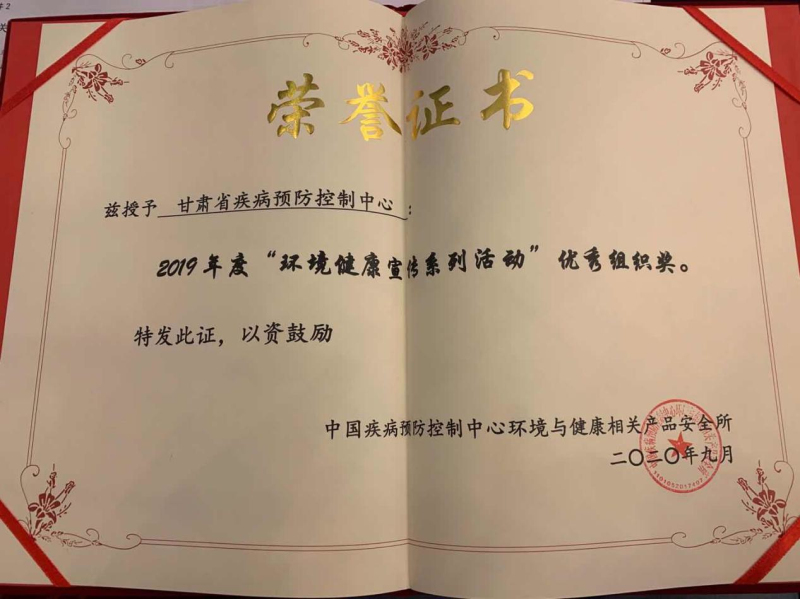 荣誉证书
兹授予 甘肃省疾病预防控制中心：
2019年度“环境健康宣传系列活动”优秀组织奖。
特发此证，以资鼓励
中国疾病预防控制中心环境与健康相关产品安全所
二〇二〇年九月